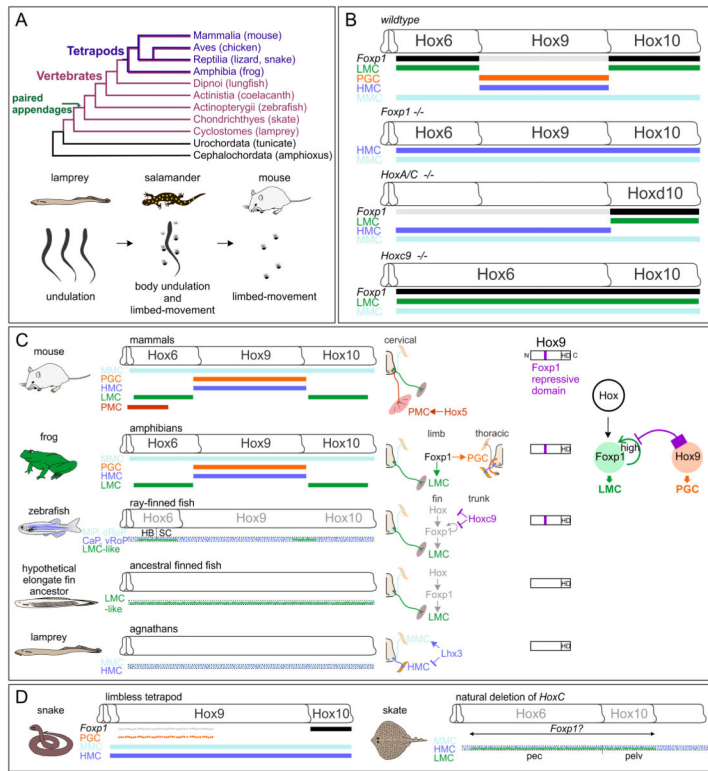 A
Mammalia (mouse)
Tetrapods
Aves (chicken)
Reptilia (lizard, snake)
Amphibia (frog)
Vertebrates
Dipnoi (lungfish)
Actinistia (coelacanth)
paired
appendages
Actinopterygii (zebrafish)
Chondrichthyes (skate)
Cyclostomes (lamprey)
Urochordata (tunicate)
Cephalochordata (amphioxus)
lamprey salamander mouse
undulation
body undulation
and
limbed-movement
limbed-movement
B
wildtype
Hox6 Hox9 Hox10
Foxp1
LMC
PGC
HMC
MMC
Foxp1 -/-
Hox6 Hox9 Hox10
HMC
MMC
HoxA/C -/-
Hoxd10
Foxp1
LMC
HMC
MMC
Hoxc9 -/-
Hox6 Hox10
Foxp1
LMC
MMC
C
mouse
mammals
Hox6 Hox9 Hox10
MMC
PGC
HMC
LMC
PMC
cervical
PMC Hox5
Hox9
N HD C
Foxp1
repressive
domain
Hox
Foxp1 high Hox9
LMC PGC
frog
amphibians
Hox6 Hox9 Hox10
MMC
PGC
HMC
LMC
limb thoracic
Foxp1 PGC
LMC
HD
zebrafish
ray-finned fish
Hox6 Hox9 Hox10
MiP, dRoP
HB SC
CaP, vRoP
LMC-like
fin trunk
Hox
Hoxc9
Foxp1
LMC
HD
hypothetical
elongate fin
ancestor
ancestral finned fish
LMC
-like
Hox
Foxp1
LMC
HD
lamprey
agnathans
MMC
HMC
MMC
Lhx3
HMC
HD
D
snake
limbless tetrapod
Hox9 Hox10
Foxp1
PGC
MMC
HMC
skate
natural deletion of HoxC
Hox6 Hox10
Foxp1?
MMC
HMC
LMC
pec pelv